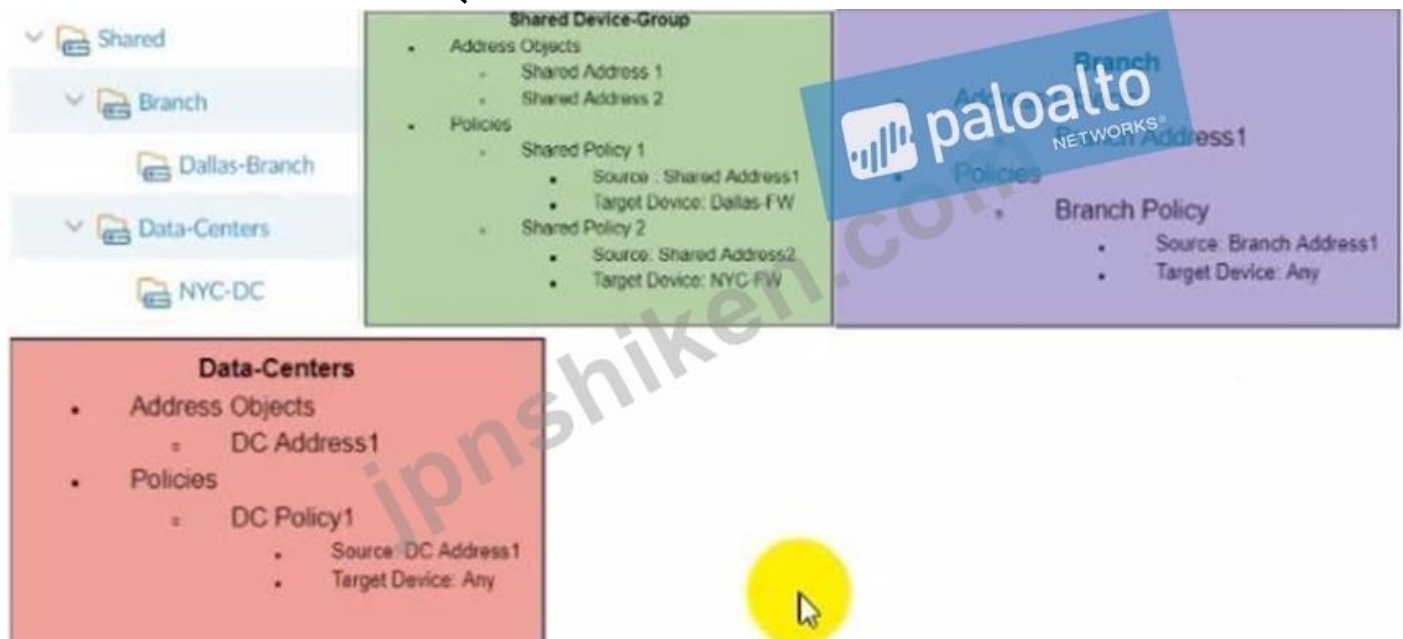 Shared
Branch
Dallas-Branch
Data-Centers
NYC-DC
Shared Device-Group
• Address Objects
▫ Shared Address 1
▫ Shared Address 2
• Policies
▫ Shared Policy 1
▪ Source : Shared Address1
▪ Target Device: Dallas-FW
▫ Shared Policy 2
▪ Source: Shared Address2
▪ Target Device: NYC-FW
Branch
Address1
Policies
▫ Branch Policy
▪ Source: Branch Address1
▪ Target Device: Any
paloalto
NETWORKS®
Data-Centers
• Address Objects
▫ DC Address1
• Policies
▫ DC Policy1
▪ Source: DC Address1
▪ Target Device: Any
jpnshiken.com